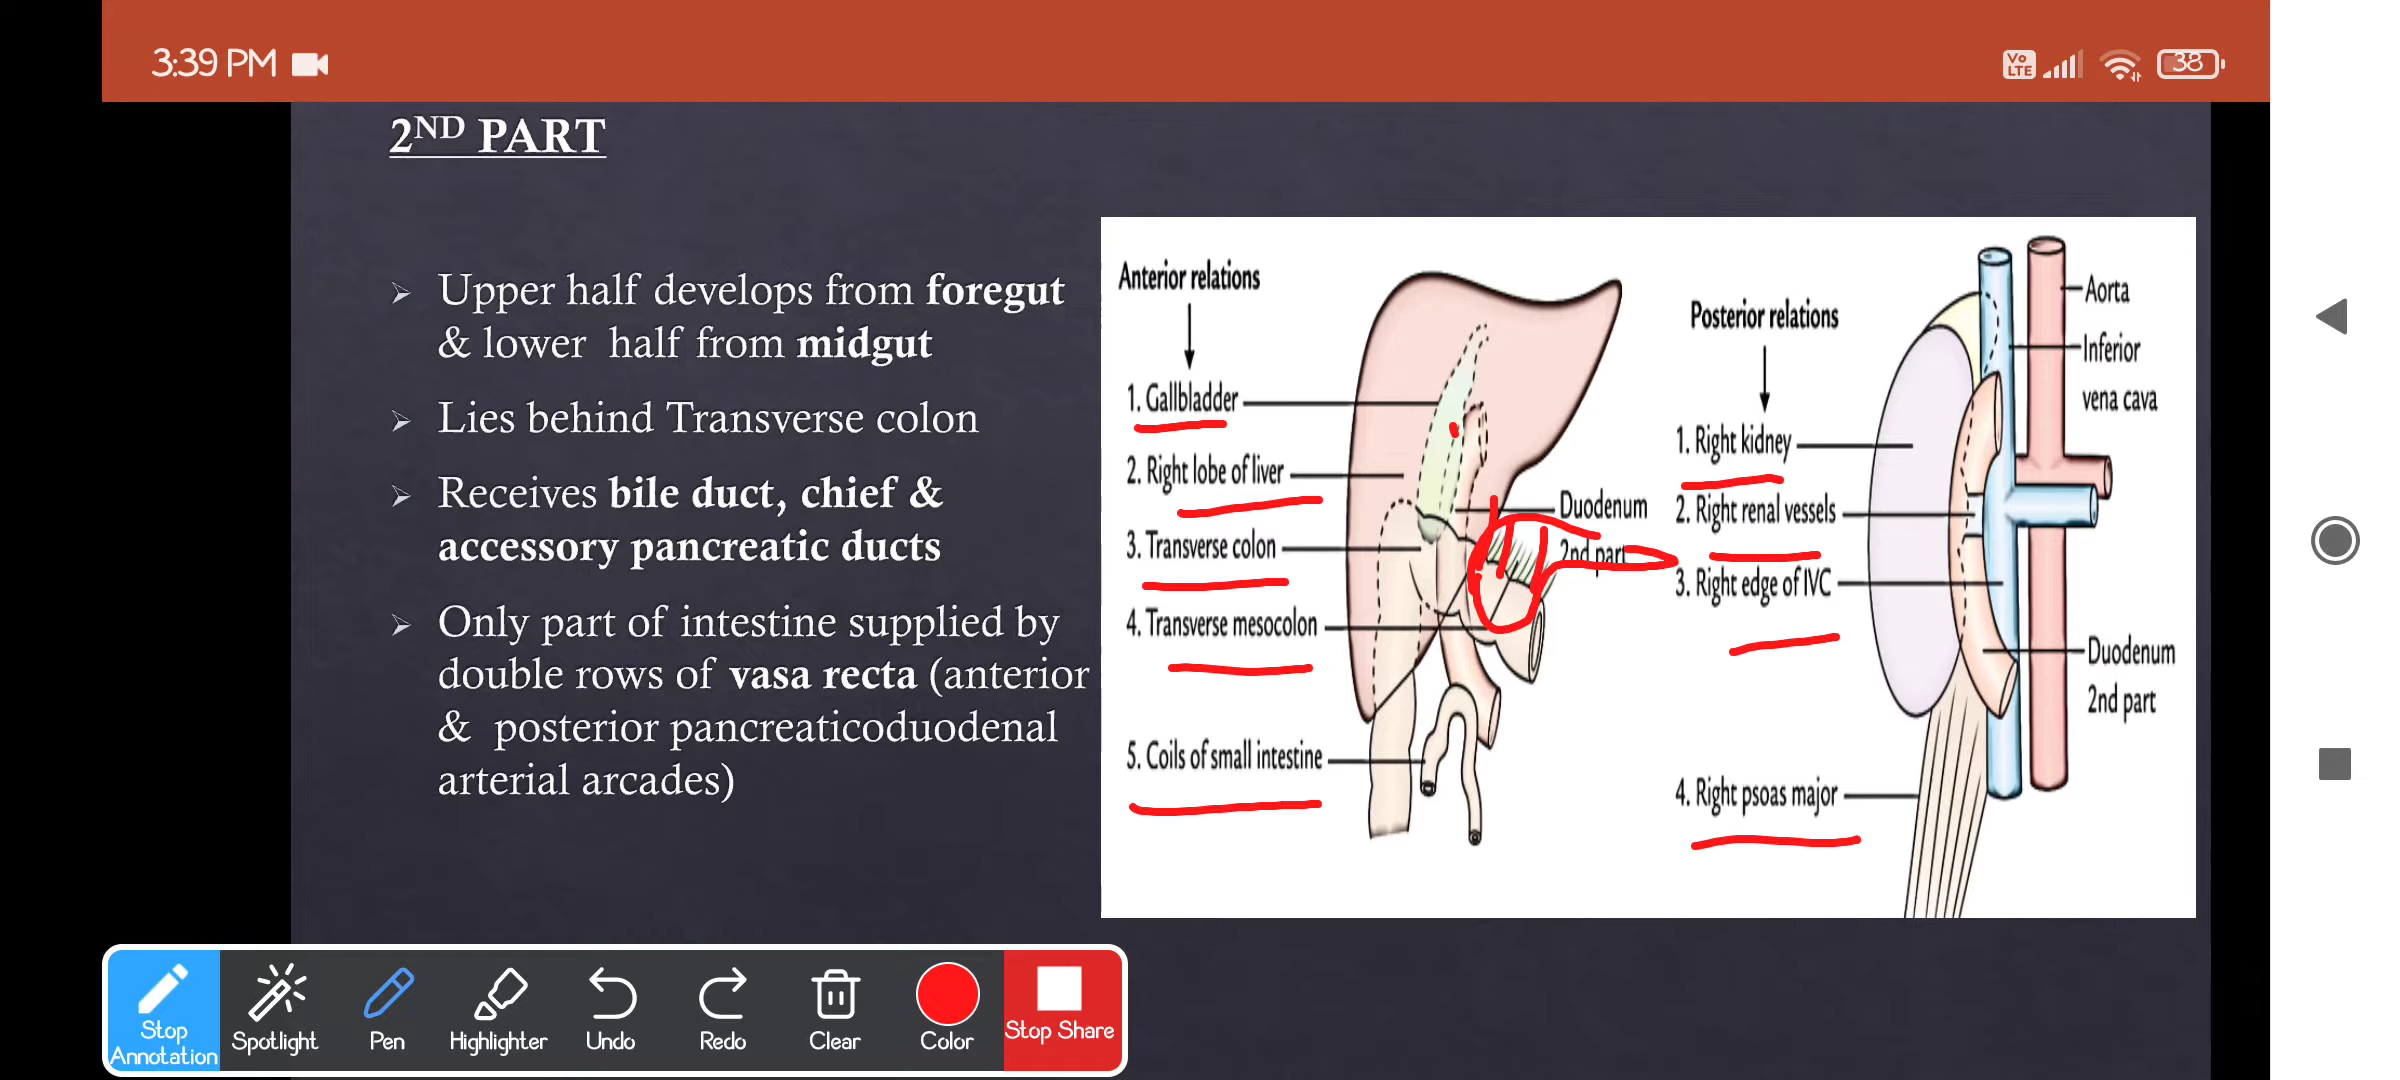 3:39 PM
Vo LTE
38
2ND PART
Upper half develops from foregut
& lower half from midgut
Lies behind Transverse colon
Receives bile duct, chief &
accessory pancreatic ducts
Only part of intestine supplied by
double rows of vasa recta (anterior
& posterior pancreaticoduodenal
arterial arcades)
Anterior relations
1. Gallbladder
2. Right lobe of liver
3. Transverse colon
4. Transverse mesocolon
5. Coils of small intestine
Duodenum
2nd part
Posterior relations
1. Right kidney
2. Right renal vessels
3. Right edge of IVC
4. Right psoas major
Aorta
Inferior
vena cava
Duodenum
2nd part
Stop
Annotation
Spotlight
Pen
Highlighter
Undo
Redo
Clear
Color
Stop Share